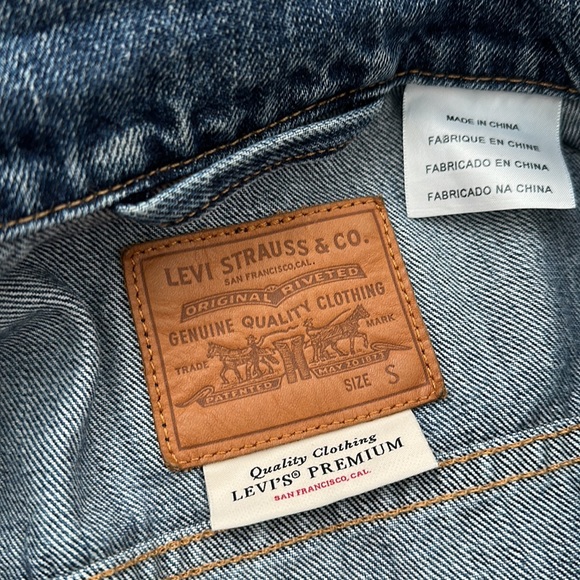 MADE IN CHINA
FABRIQUE EN CHINE
FABRICADO EN CHINA
FABRICADO NA CHINA
LEVI STRAUSS & CO.
SAN FRANCISCO, CAL.
ORIGINAL RIVETED
GENUINE QUALITY CLOTHING
TRADE MARK
PATENTED MAY 20 1873
SIZE S
Quality Clothing
LEVI'S® PREMIUM
SAN FRANCISCO, CAL.